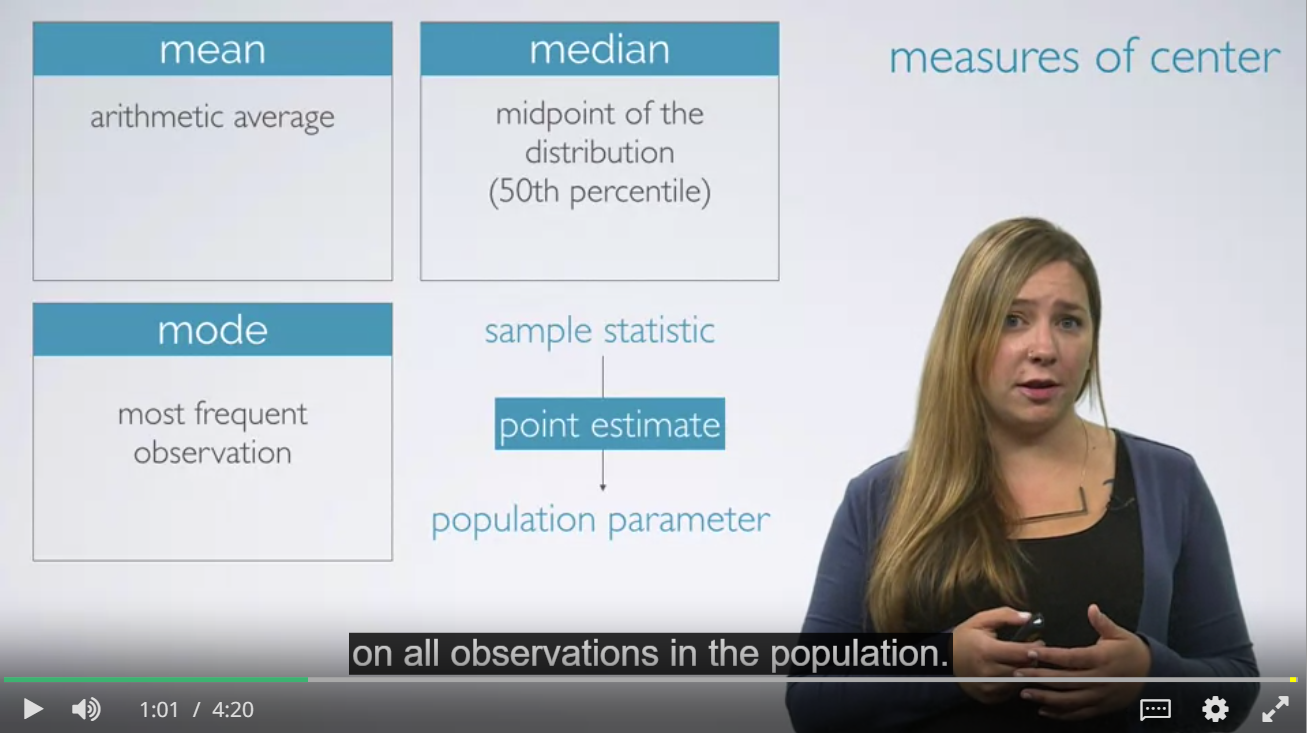 mean
arithmetic average
median
midpoint of the
distribution
(50th percentile)
measures of center
mode
most frequent
observation
sample statistic
point estimate
population parameter
on all observations in the population.
1:01 / 4:20